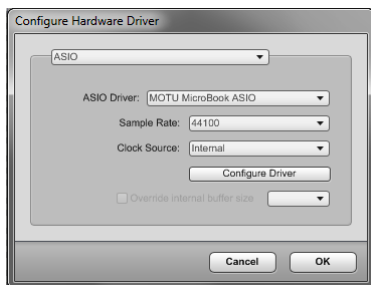 Configure Hardware Driver
ASIO
ASIO Driver: MOTU MicroBook ASIO
Sample Rate: 44100
Clock Source: Internal
Configure Driver
Override internal buffer size
Cancel OK